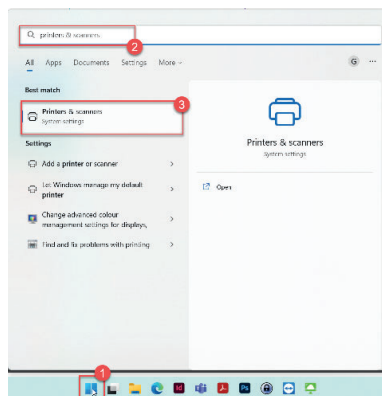 printers & scanners
2
All Apps Documents Settings More
G ...
Best match
3
Printers & scanners
System settings
Printers & scanners
System settings
Settings
Add a printer or scanner
Let Windows manage my default
printer
Open
Change advanced colour
management settings for displays,
Find and fix problems with printing
1
Id
Ps